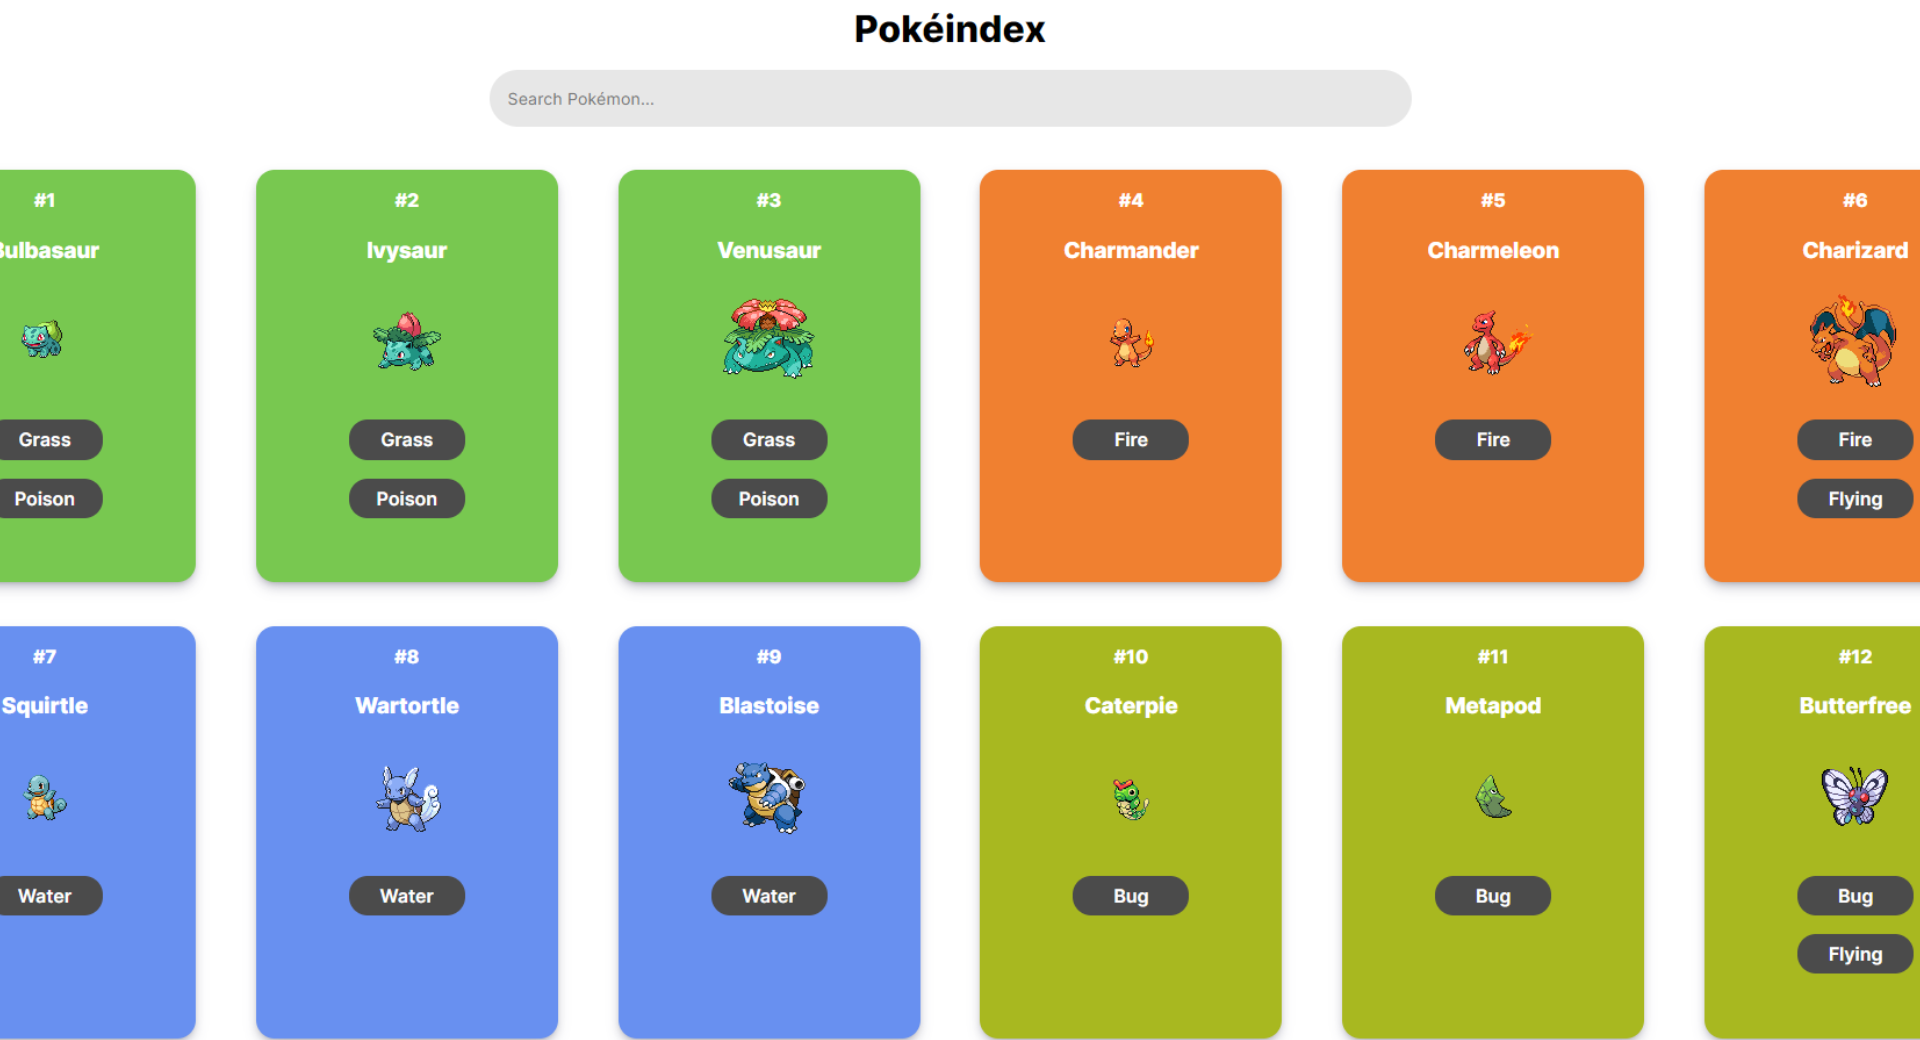 Pokéindex
Search Pokémon...
#1
Bulbasaur
Grass
Poison
#2
Ivysaur
Grass
Poison
#3
Venusaur
Grass
Poison
#4
Charmander
Fire
#5
Charmeleon
Fire
#6
Charizard
Fire
Flying
#7
Squirtle
Water
#8
Wartortle
Water
#9
Blastoise
Water
#10
Caterpie
Bug
#11
Metapod
Bug
#12
Butterfree
Bug
Flying